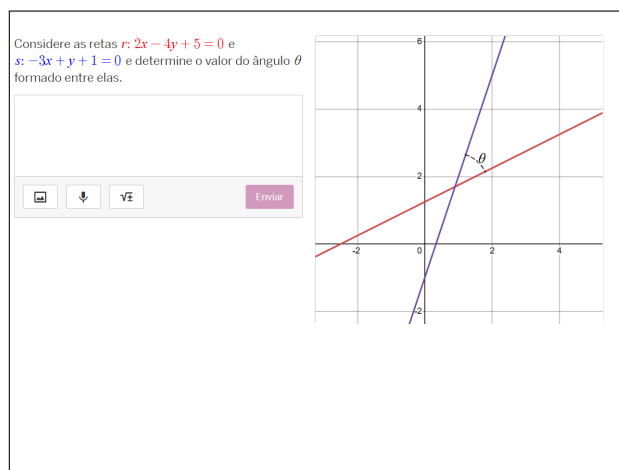 Considere as retas r: 2x − 4y + 5 = 0 e
s: −3x + y + 1 = 0 e determine o valor do ângulo θ
formado entre elas.
√±
Enviar
6
4
θ
2
-2
0
2
4
-2